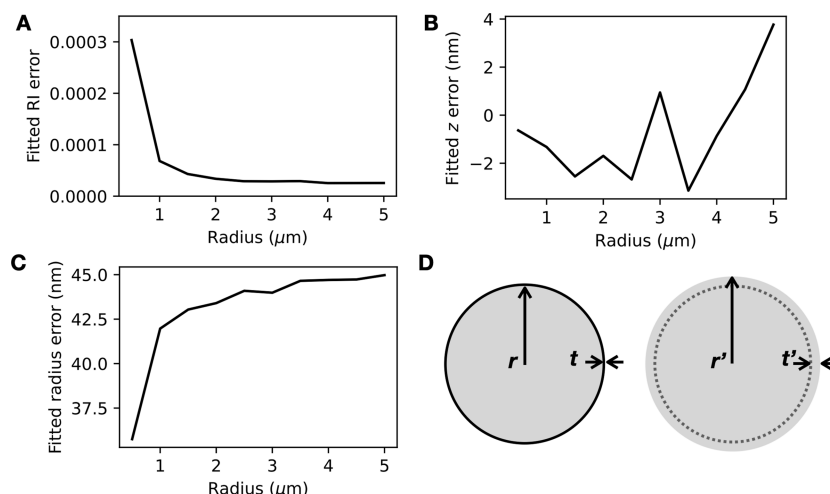 A
Fitted RI error
0.0003
0.0002
0.0001
0.0000
1 2 3 4 5
Radius (μm)
B
Fitted z error (nm)
4
2
0
−2
1 2 3 4 5
Radius (μm)
C
Fitted radius error (nm)
45.0
42.5
40.0
37.5
1 2 3 4 5
Radius (μm)
D
r t r' t'